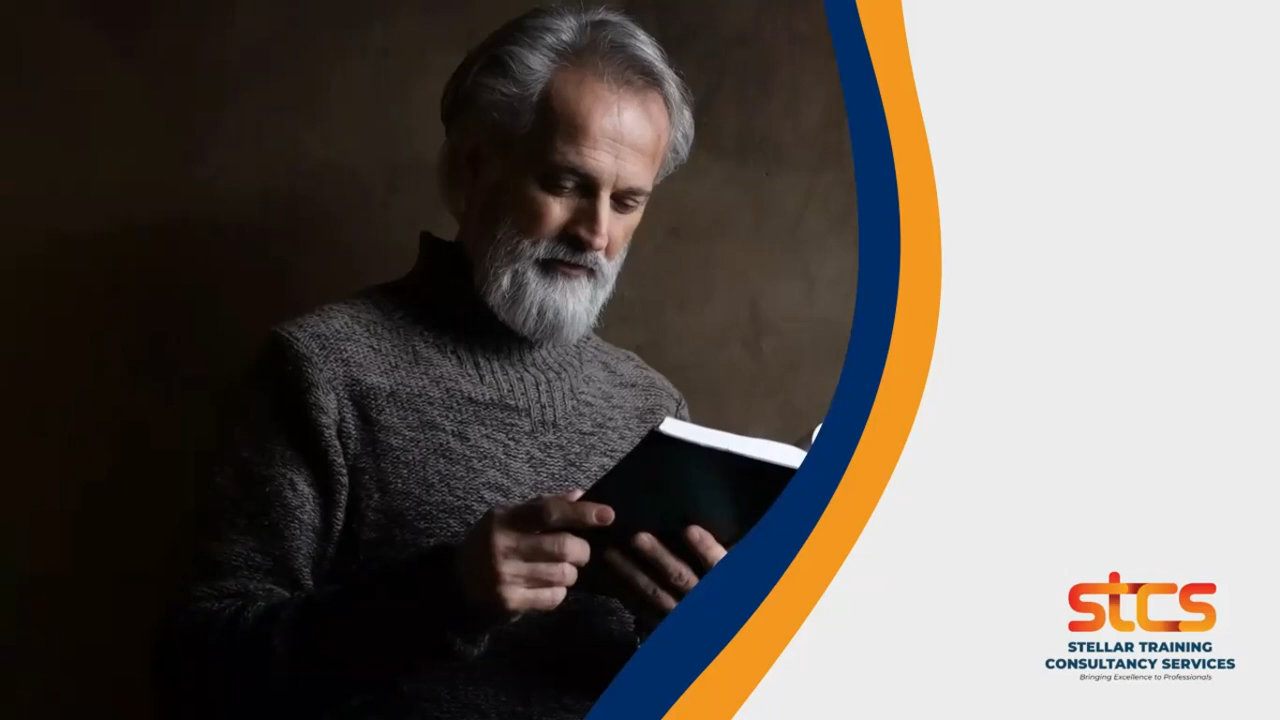 stcs
STELLAR TRAINING
CONSULTANCY SERVICES
Bringing Excellence to Professionals